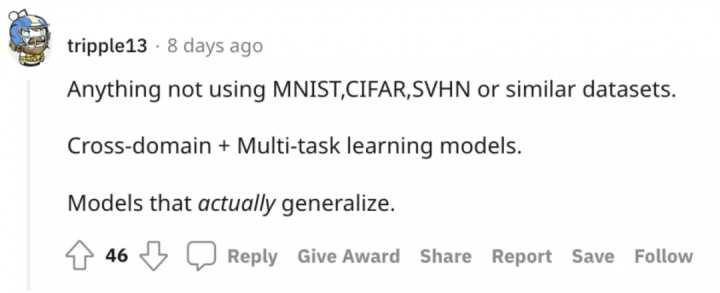 tripple13 · 8 days ago
Anything not using MNIST,CIFAR,SVHN or similar datasets.
Cross-domain + Multi-task learning models.
Models that actually generalize.
46 Reply Give Award Share Report Save Follow